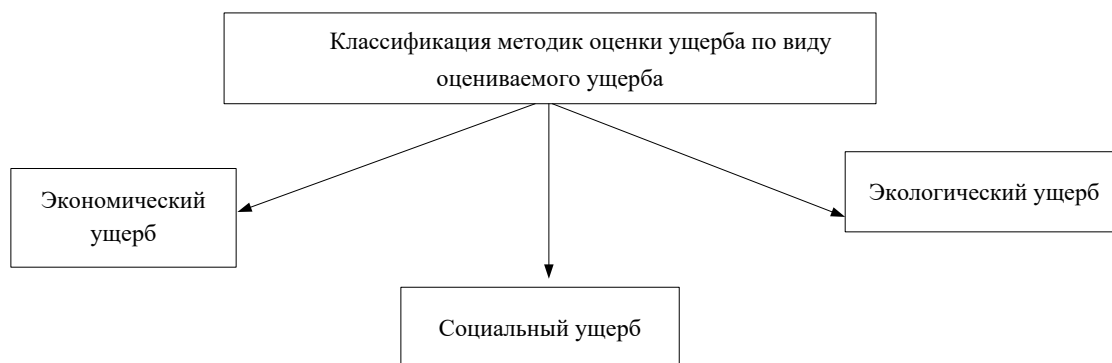 Классификация методик оценки ущерба по виду
оцениваемого ущерба
Экономический
ущерб
Экологический ущерб
Социальный ущерб